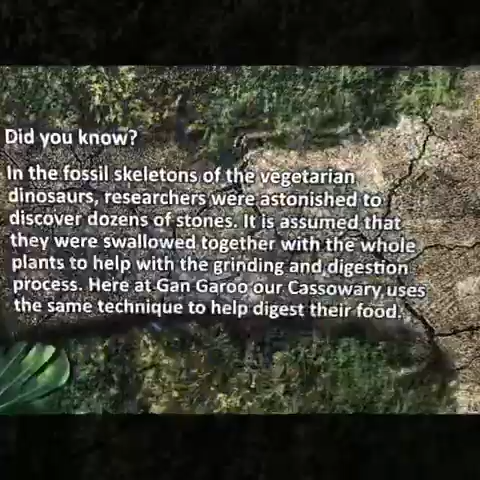 Did you know?
In the fossil skeletons of the vegetarian
dinosaurs, researchers were astonished to
discover dozens of stones. It is assumed that
they were swallowed together with the whole
plants to help with the grinding and digestion
process. Here at Gan Garoo our Cassowary uses
the same technique to help digest their food.